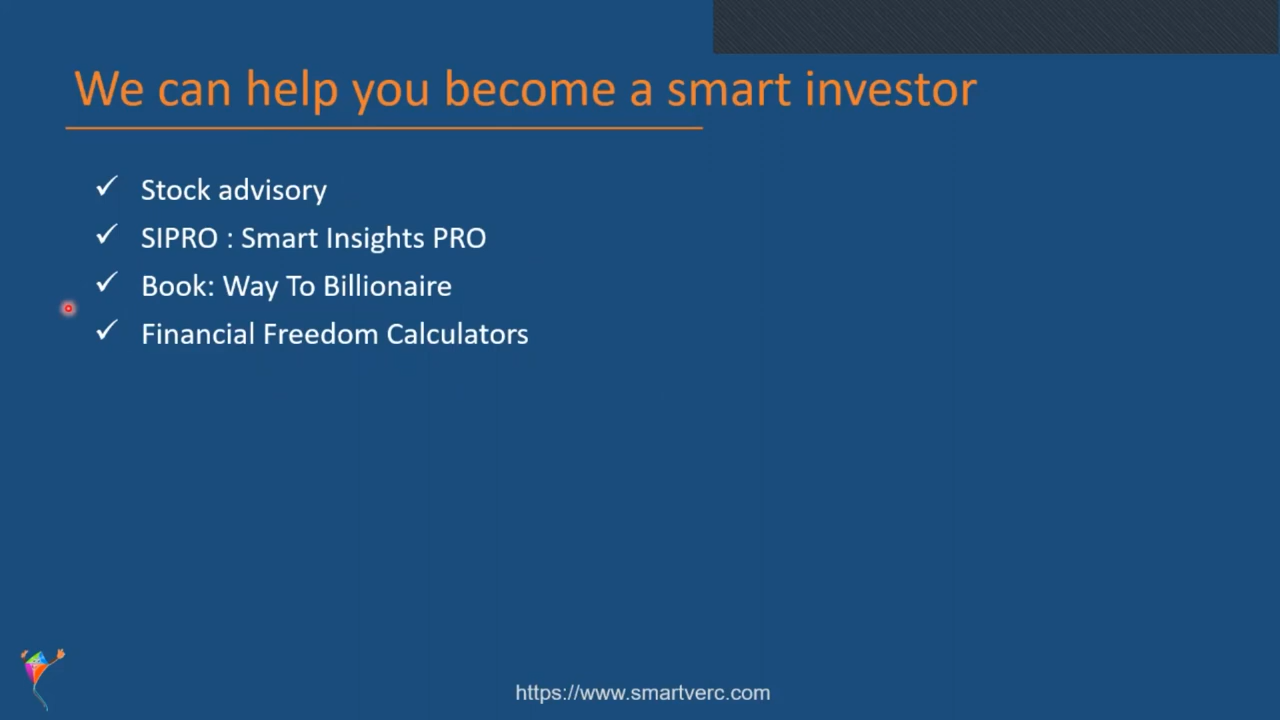 We can help you become a smart investor
✓ Stock advisory
✓ SIPRO : Smart Insights PRO
✓ Book: Way To Billionaire
✓ Financial Freedom Calculators
https://www.smartverc.com